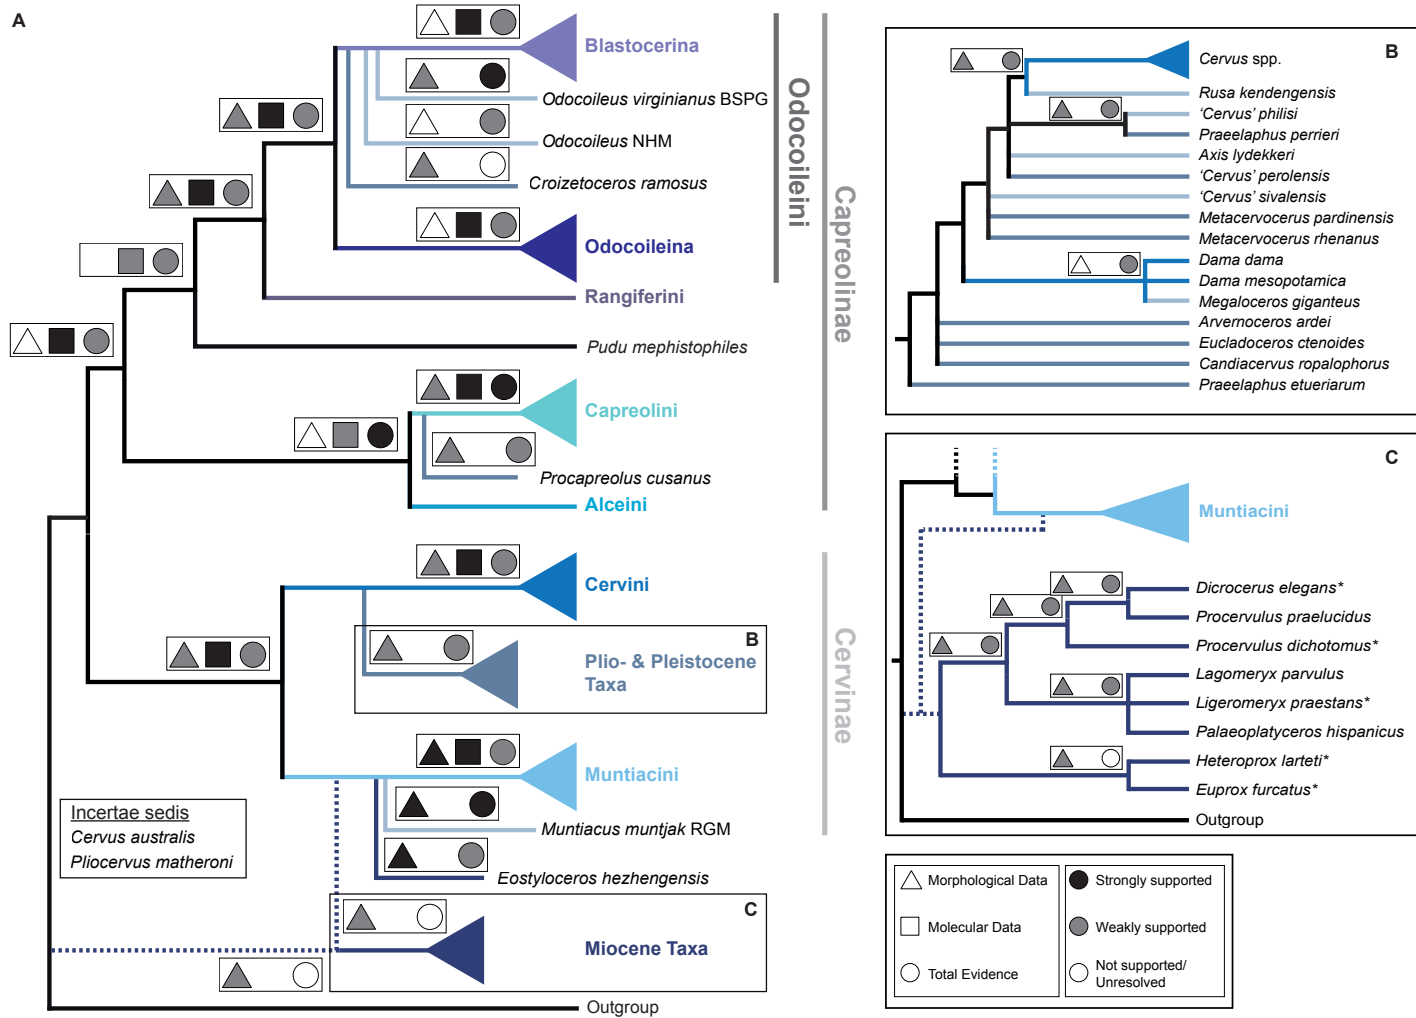 A
Blastocerina
Odocoileus virginianus BSPG
Odocoileus NHM
Croizetoceros ramosus
Odocoileina
Rangiferini
Pudu mephistophiles
Capreolini
Procapreolus cusanus
Alceini
Odocoileini
Capreolinae
Cervini
B
Plio- & Pleistocene
Taxa
Muntiacini
Muntiacus muntjak RGM
Eostyloceros hezhengensis
C
Miocene Taxa
Outgroup
Cervinae
Incertae sedis
Cervus australis
Pliocervus matheroni
B
Cervus spp.
Rusa kendengensis
'Cervus' philisi
Praeelaphus perrieri
Axis lydekkeri
'Cervus' perolensis
'Cervus' sivalensis
Metacervocerus pardinensis
Metacervocerus rhenanus
Dama dama
Dama mesopotamica
Megaloceros giganteus
Arvernoceros ardei
Eucladoceros ctenoides
Candiacervus ropalophorus
Praeelaphus etueriarum
C
Muntiacini
Dicrocerus elegans*
Procervulus praelucidus
Procervulus dichotomus*
Lagomeryx parvulus
Ligeromeryx praestans*
Palaeoplatyceros hispanicus
Heteroprox larteti*
Euprox furcatus*
Outgroup
Morphological Data
Molecular Data
Total Evidence
Strongly supported
Weakly supported
Not supported/
Unresolved